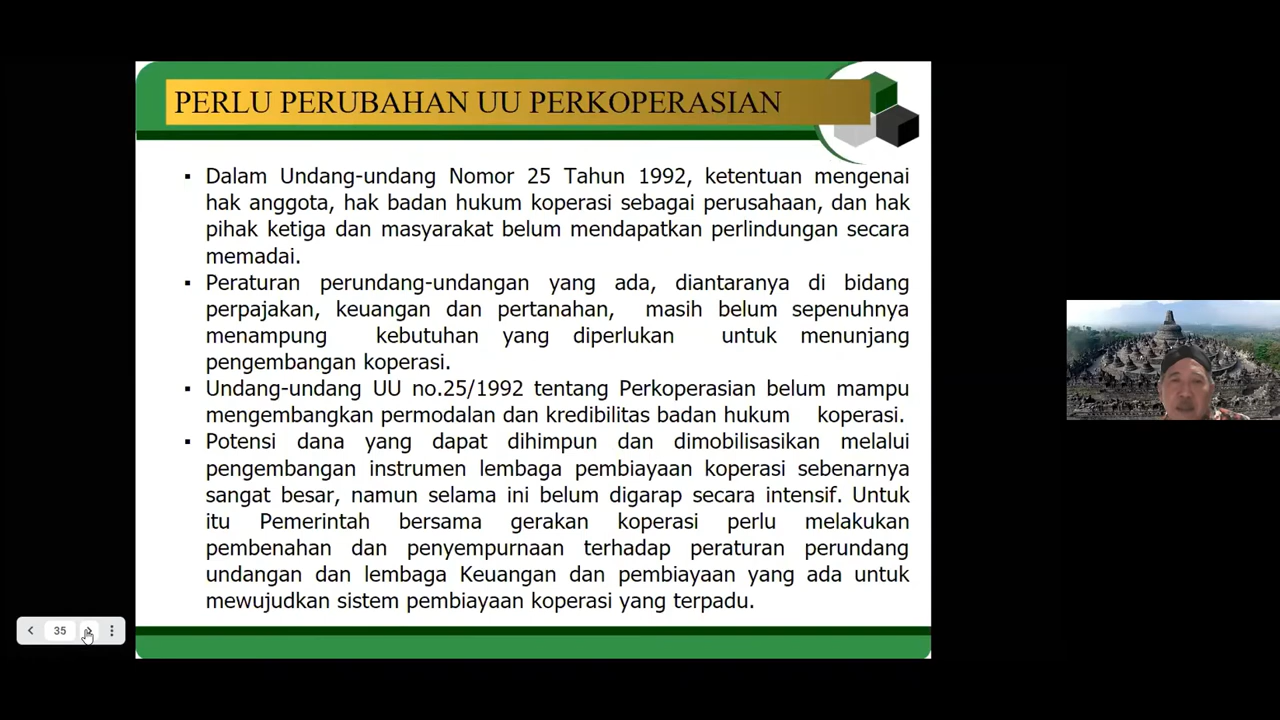 PERLU PERUBAHAN UU PERKOPERASIAN
▪ Dalam Undang-undang Nomor 25 Tahun 1992, ketentuan mengenai
hak anggota, hak badan hukum koperasi sebagai perusahaan, dan hak
pihak ketiga dan masyarakat belum mendapatkan perlindungan secara
memadai.
▪ Peraturan perundang-undangan yang ada, diantaranya di bidang
perpajakan, keuangan dan pertanahan, masih belum sepenuhnya
menampung kebutuhan yang diperlukan untuk menunjang
pengembangan koperasi.
▪ Undang-undang UU no.25/1992 tentang Perkoperasian belum mampu
mengembangkan permodalan dan kredibilitas badan hukum koperasi.
▪ Potensi dana yang dapat dihimpun dan dimobilisasikan melalui
pengembangan instrumen lembaga pembiayaan koperasi sebenarnya
sangat besar, namun selama ini belum digarap secara intensif. Untuk
itu Pemerintah bersama gerakan koperasi perlu melakukan
pembenahan dan penyempurnaan terhadap peraturan perundang
undangan dan lembaga Keuangan dan pembiayaan yang ada untuk
mewujudkan sistem pembiayaan koperasi yang terpadu.
35